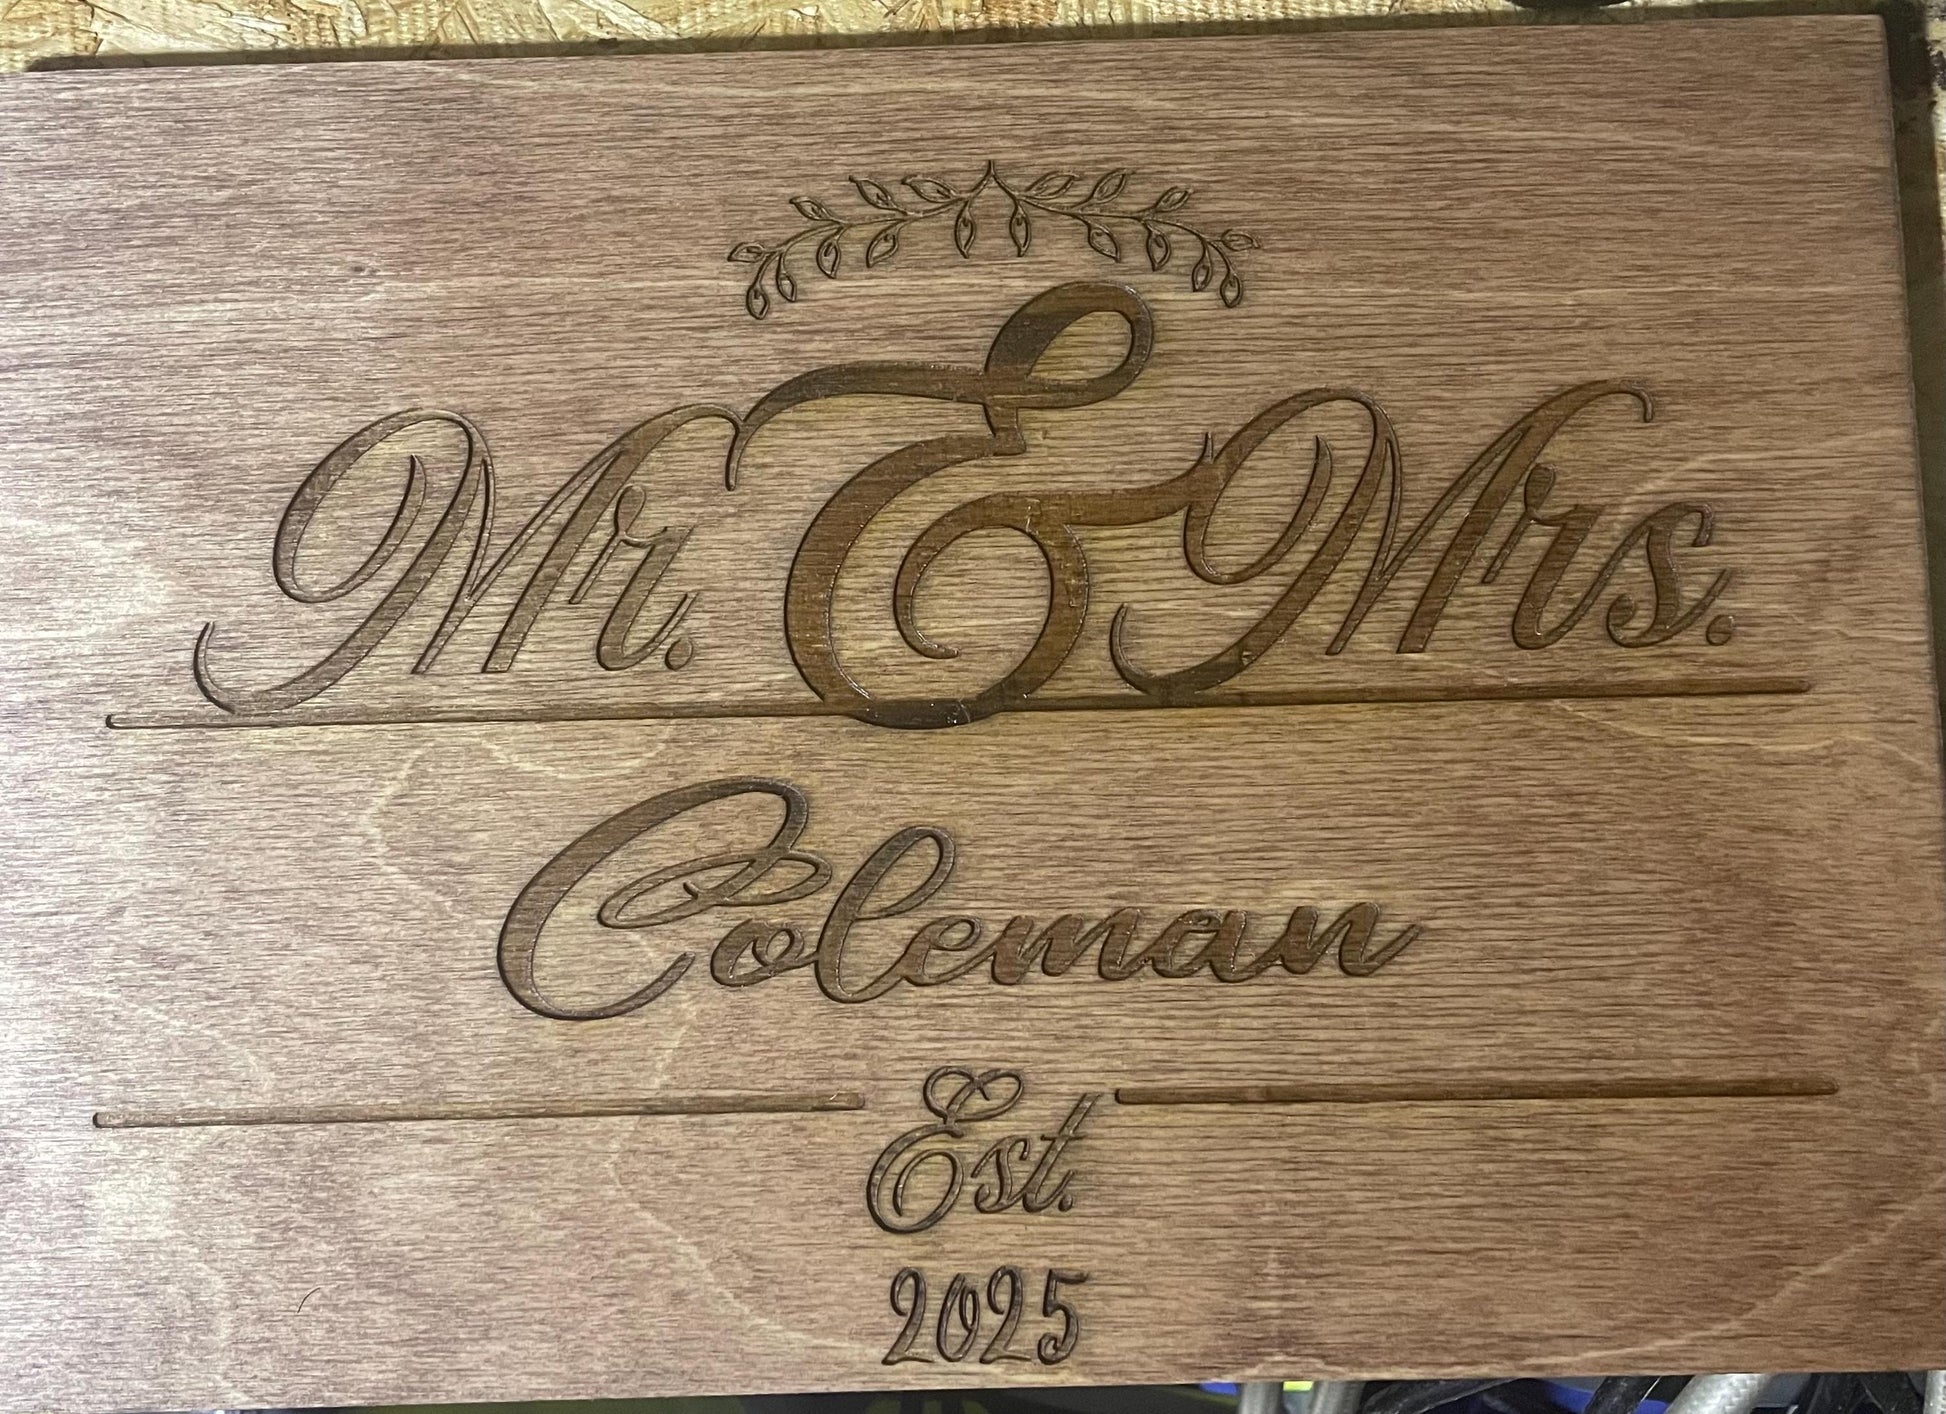 Mr. & Mrs.
Coleman
Est.
2025